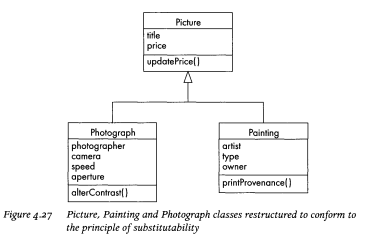 Picture
title
price
updatePrice()
Photograph
photographer
camera
speed
aperture
alterContrast()
Painting
artist
type
owner
printProvenance()
Figure 4.27 Picture, Painting and Photograph classes restructured to conform to
the principle of substitutability